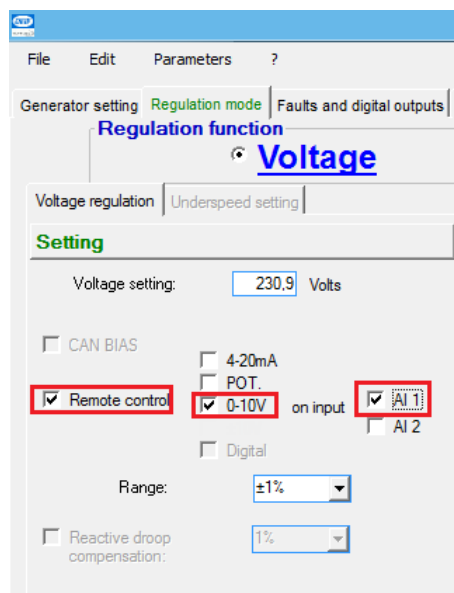 File Edit Parameters ?
Generator setting Regulation mode Faults and digital outputs
Regulation function
Voltage
Voltage regulation Underspeed setting
Setting
Voltage setting: 230,9 Volts
CAN BIAS
4-20mA
POT.
Remote control 0-10V on input AI 1
AI 2
Digital
Range: ±1%
Reactive droop 1%
compensation: